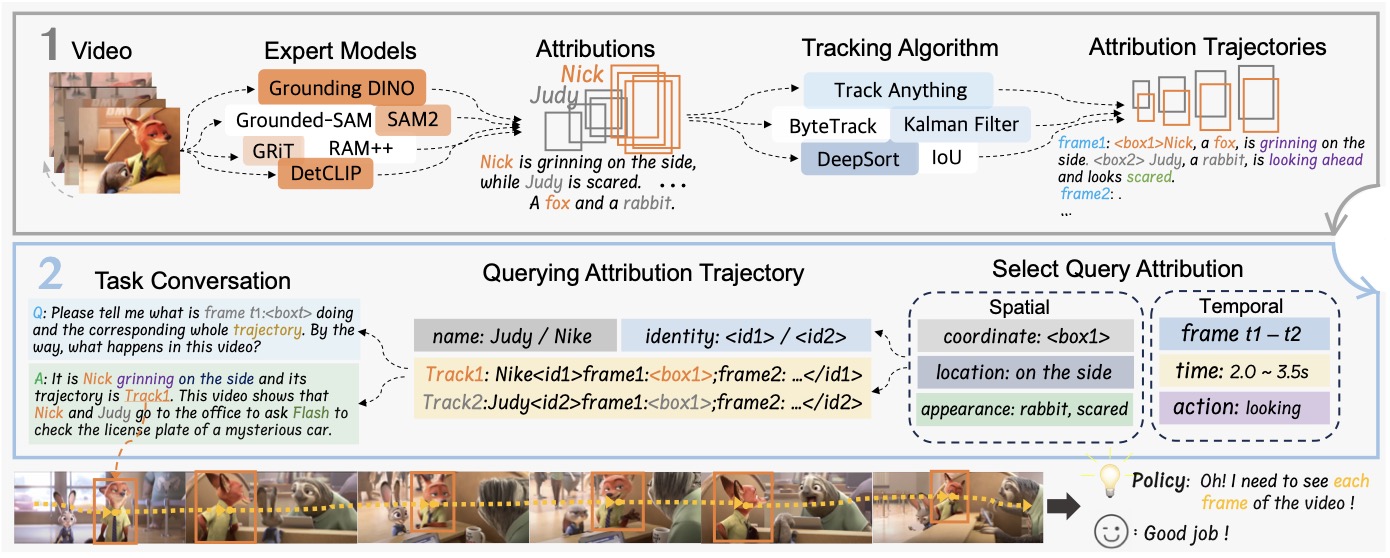 1 Video
Expert Models
Attributions
Tracking Algorithm
Attribution Trajectories
Grounding DINO
Grounded-SAM SAM2
GRiT RAM++
DetCLIP
Nick
Judy
Nick is grinning on the side,
while Judy is scared. ...
A fox and a rabbit.
Track Anything
ByteTrack Kalman Filter
DeepSort IoU
frame1: <box1>Nick, a fox, is grinning on the
side. <box2> Judy, a rabbit, is looking ahead
and looks scared.
frame2: .
...
2 Task Conversation
Querying Attribution Trajectory
Select Query Attribution
Q: Please tell me what is frame t1:<boxt> doing
and the corresponding whole trajectory. By the
way, what happens in this video?
A: It is Nick grinning on the side and its
trajectory is Track1. This video shows that
Nick and Judy go to the office to ask Flash to
check the license plate of a mysterious car.
name: Judy / Nike
identity: <id1> / <id2>
Track1: Nike<id1>frame1:<box1>;frame2: ...</id1>
Track2:Judy<id2>frame1:<box1>;frame2: ...</id2>
Spatial
coordinate: <box1>
location: on the side
appearance: rabbit, scared
Temporal
frame t1 – t2
time: 2.0 ~ 3.5s
action: looking
Policy: Oh! I need to see each
frame of the video !
: Good job !